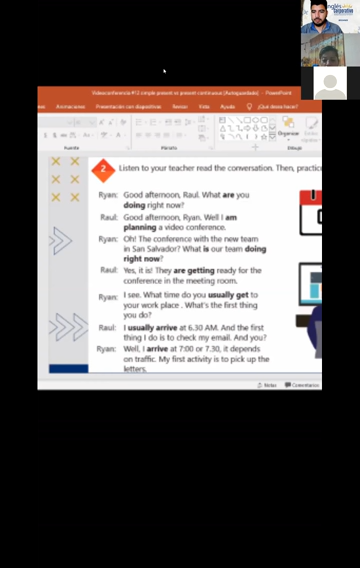 Inglés
Corporativo
Videoconferencia #12 simple present vs present continuous [Autoguardado] - PowerPoint
Animaciones Presentación con diapositivas Revisar Vista Ayuda ¿Qué desea hacer?
Organizar
Fuente Párrafo Dibujo
2 Listen to your teacher read the conversation. Then, practice
Ryan: Good afternoon, Raul. What are you
doing right now?
Raul: Good afternoon, Ryan. Well I am
planning a video conference.
Ryan: Oh! The conference with the new team
in San Salvador? What is our team doing
right now?
Raul: Yes, it is! They are getting ready for the
conference in the meeting room.
Ryan: I see. What time do you usually get to
your work place . What's the first thing
you do?
Raul: I usually arrive at 6.30 AM. And the first
thing I do is to check my email. And you?
Ryan: Well, I arrive at 7:00 or 7.30, it depends
on traffic. My first activity is to pick up the
letters.
Notas Comentarios